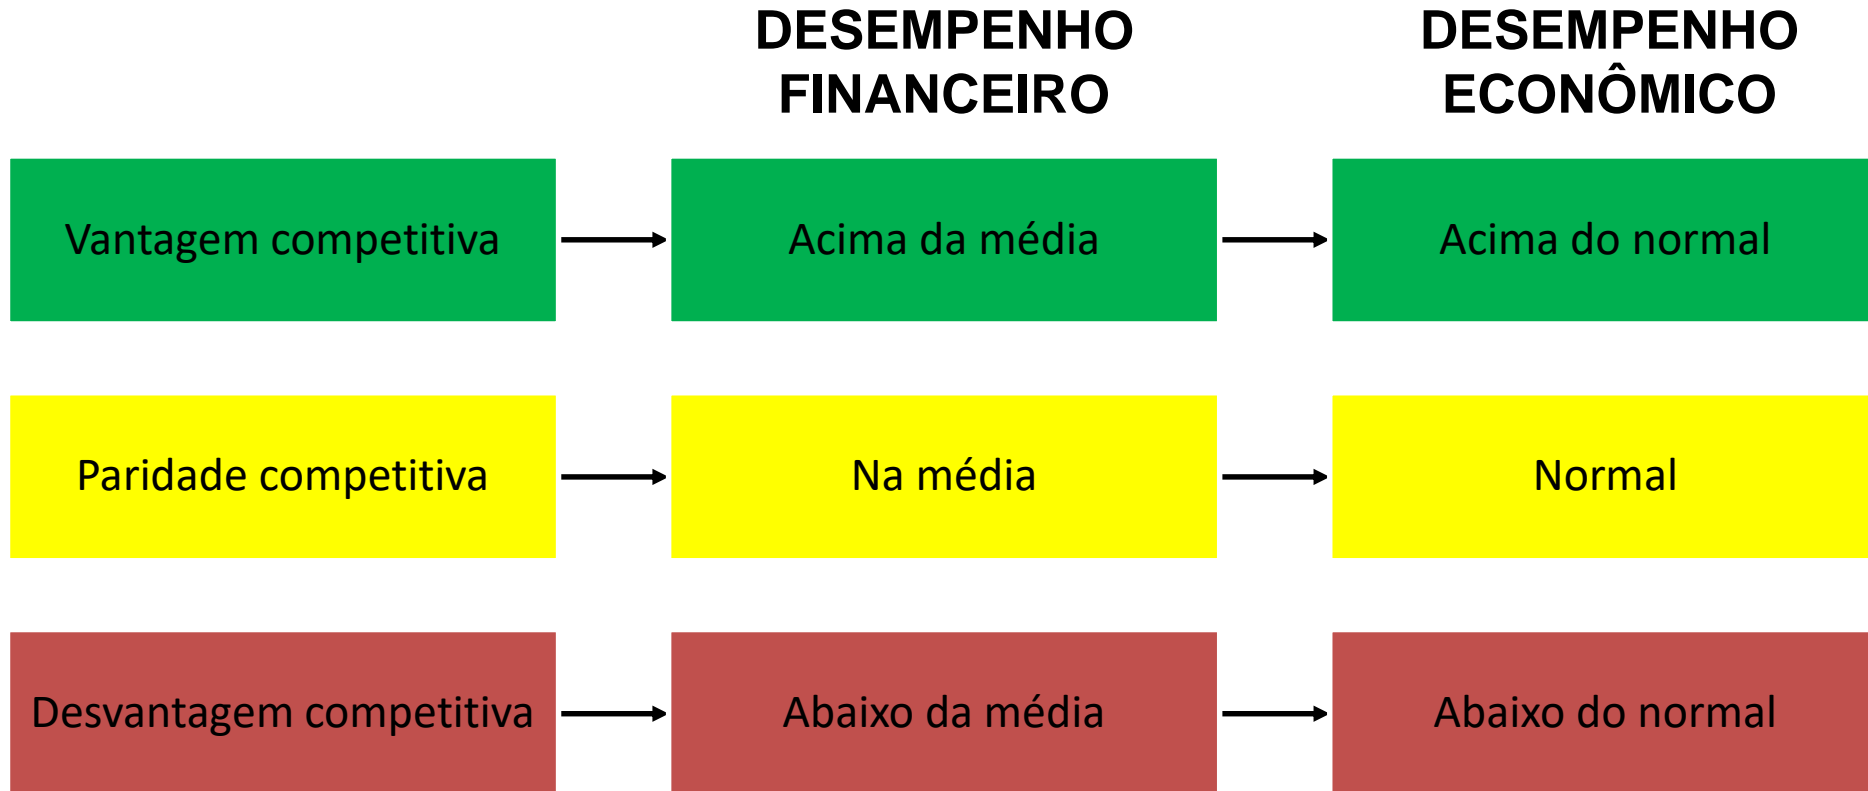 DESEMPENHO
FINANCEIRO
DESEMPENHO
ECONÔMICO
Vantagem competitiva
Acima da média
Acima do normal
Paridade competitiva
Na média
Normal
Desvantagem competitiva
Abaixo da média
Abaixo do normal